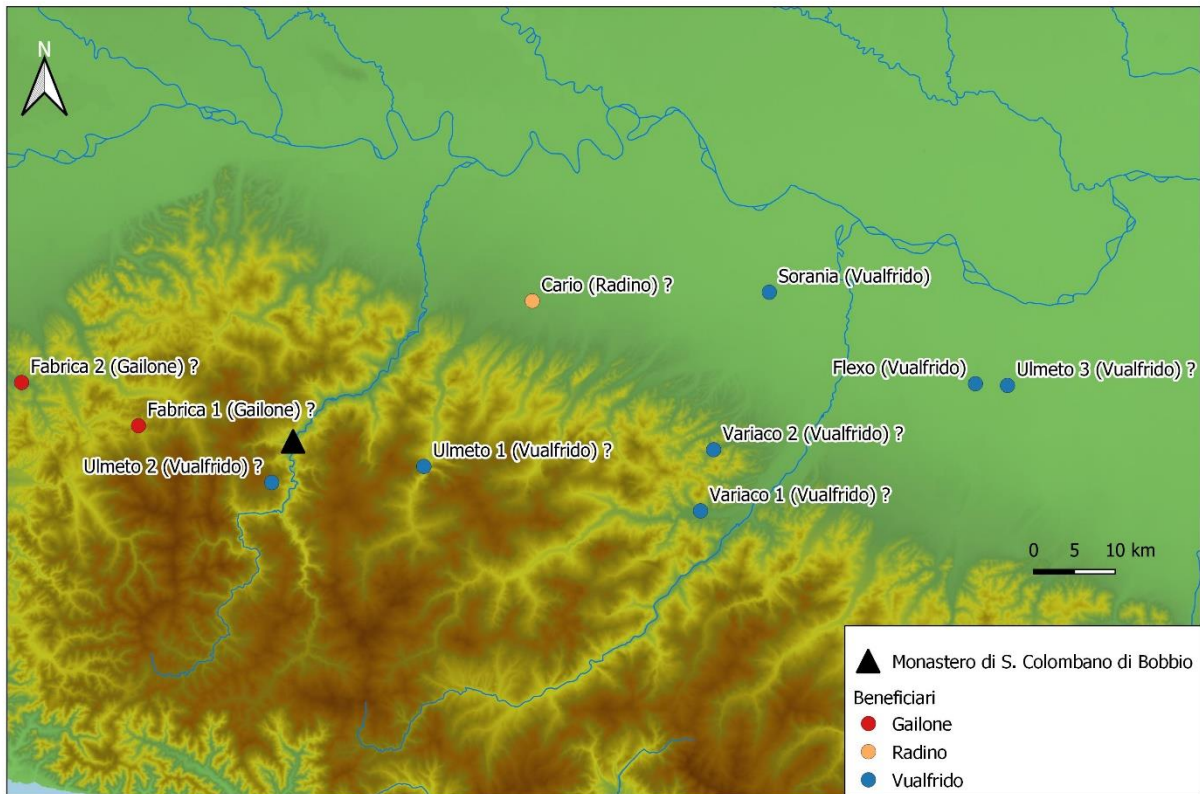 N
Cario (Radino) ?
Sorania (Vualfrido)
Fabrica 2 (Gailone) ?
Flexo (Vualfrido)
Ulmeto 3 (Vualfrido) ?
Fabrica 1 (Gailone) ?
Variaco 2 (Vualfrido) ?
Ulmeto 1 (Vualfrido) ?
Ulmeto 2 (Vualfrido) ?
Variaco 1 (Vualfrido) ?
0 5 10 km
Monastero di S. Colombano di Bobbio
Beneficiari
Gailone
Radino
Vualfrido